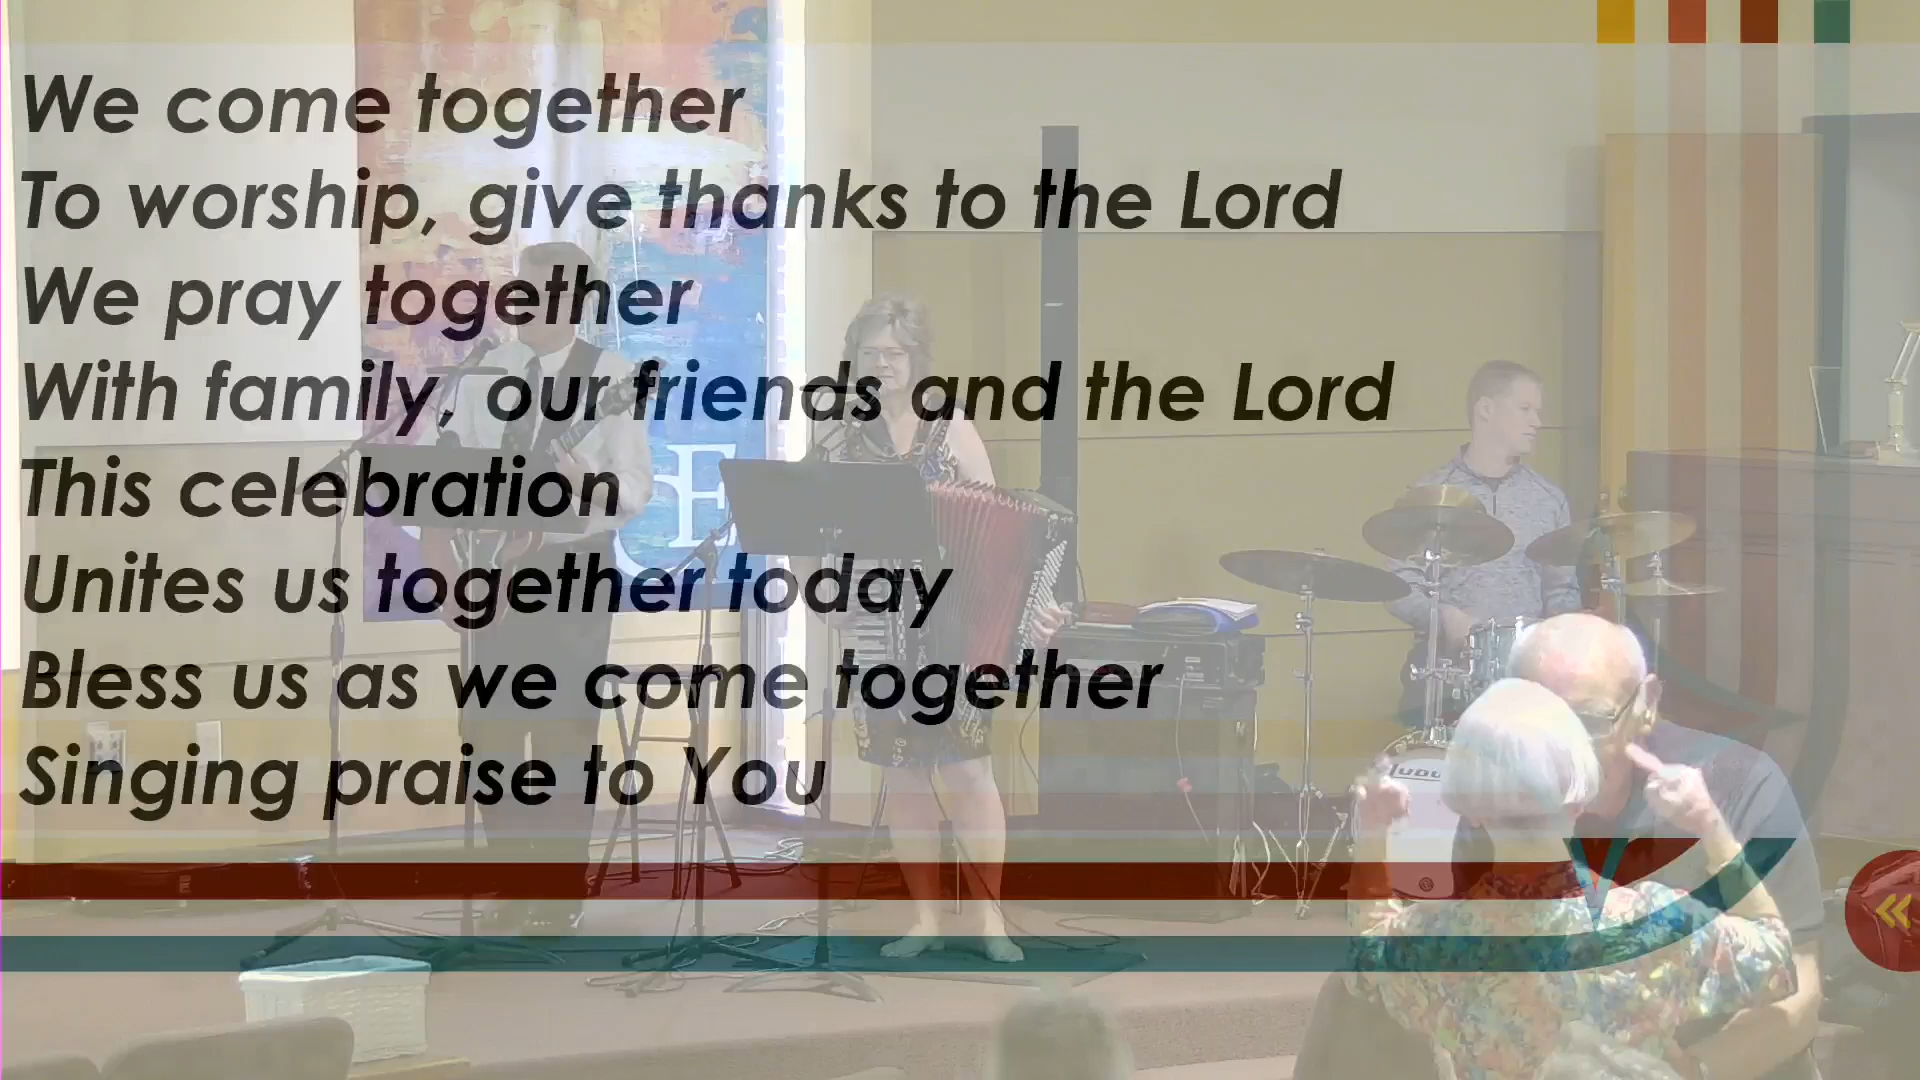 We come together
To worship, give thanks to the Lord
We pray together
With family, our friends and the Lord
This celebration
Unites us together today
Bless us as we come together
Singing praise to You